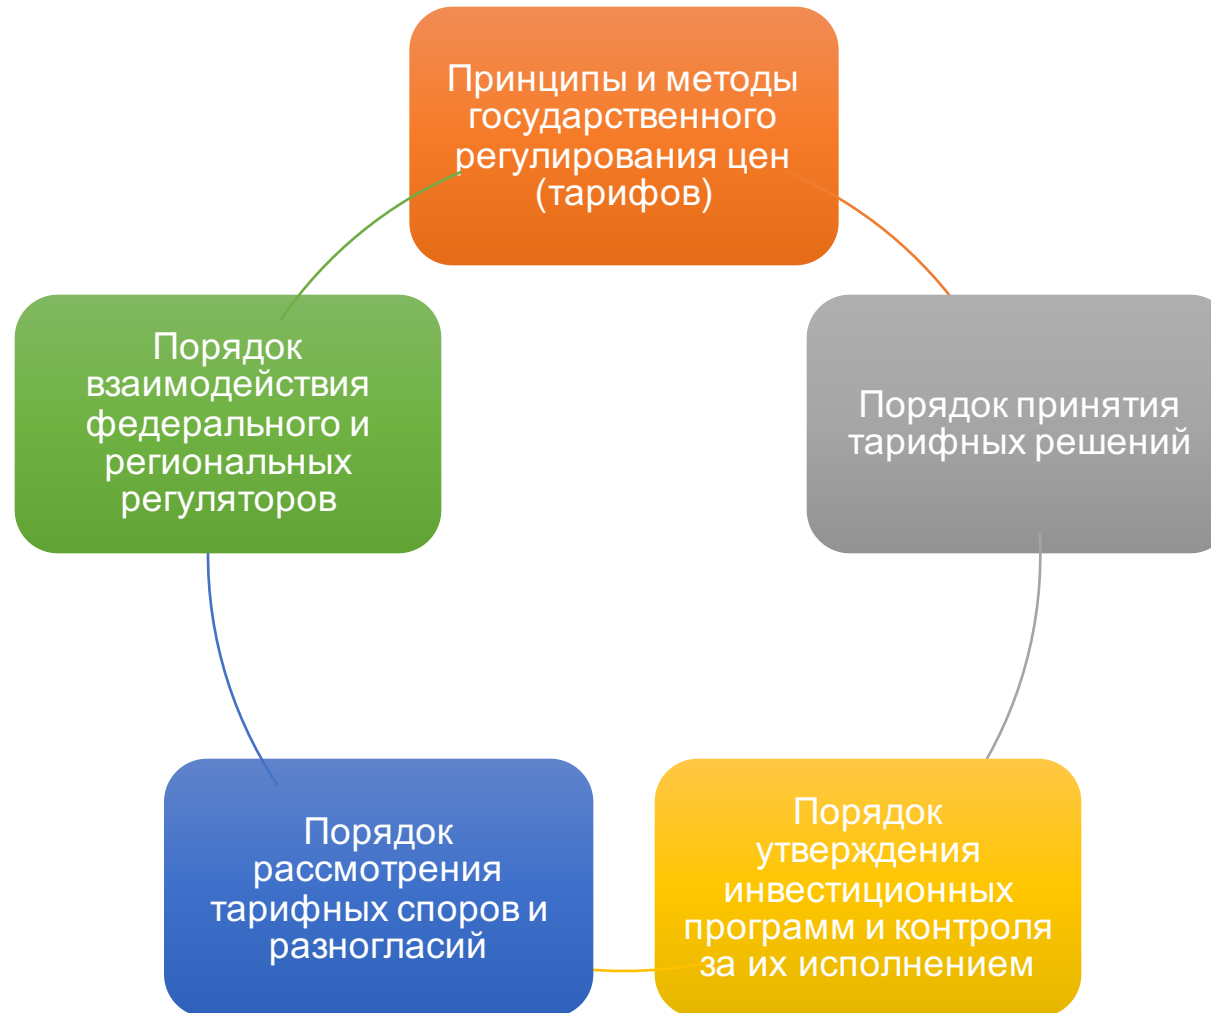 Принципы и методы
государственного
регулирования цен
(тарифов)
Порядок
взаимодействия
федерального и
региональных
регуляторов
Порядок принятия
тарифных решений
Порядок
рассмотрения
тарифных споров и
разногласий
Порядок
утверждения
инвестиционных
программ и контроля
за их исполнением